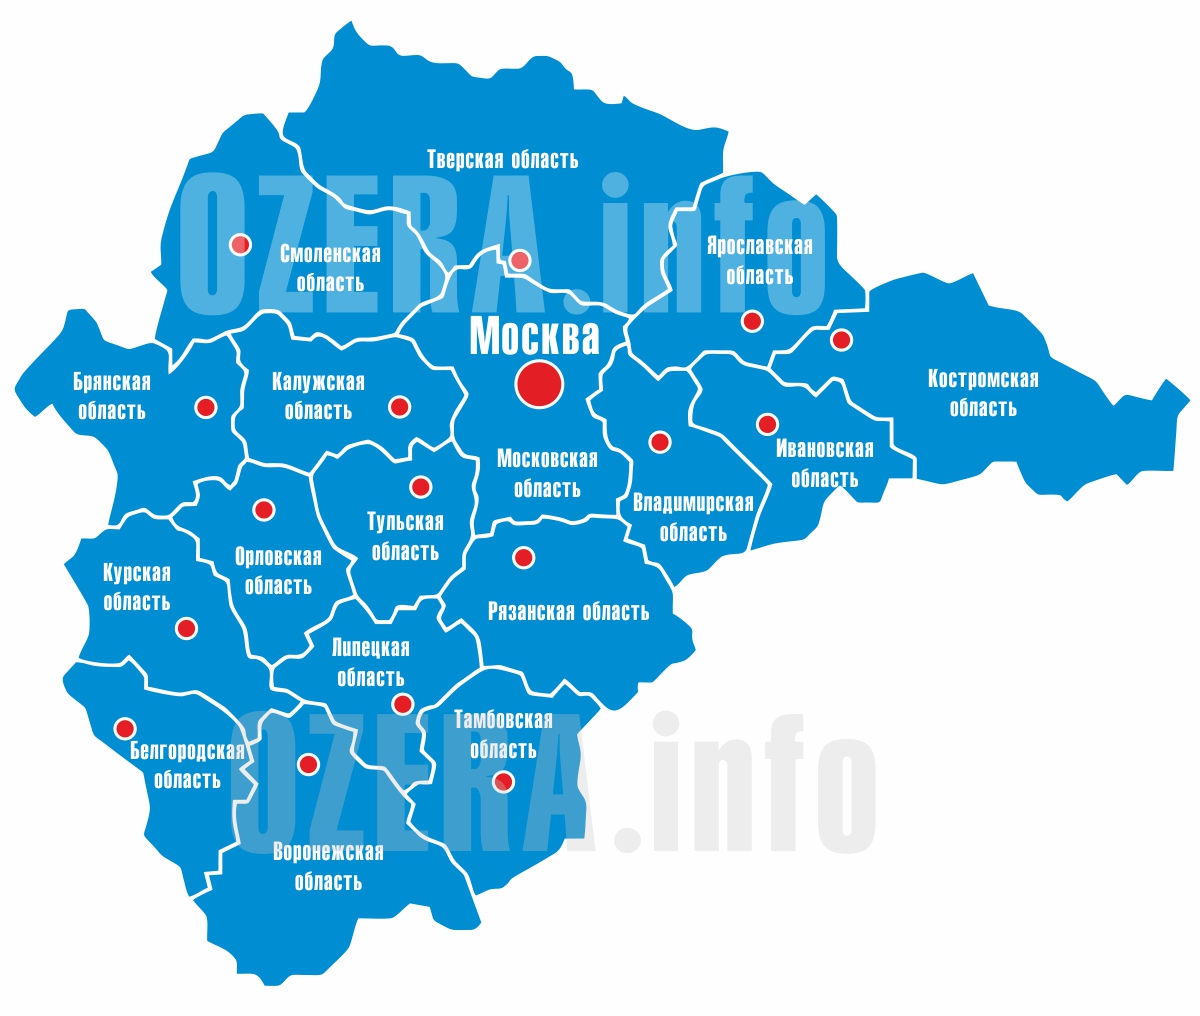 Тверская область
OZERA.info
Смоленская
область
Ярославская
область
Москва
Брянская
область
Калужская
область
Костромская
область
Московская
область
Ивановская
область
Владимирская
область
Тульская
область
Орловская
область
Курская
область
Рязанская область
Липецкая
область
Тамбовская
область
OZERA.info
Белгородская
область
Воронежская
область